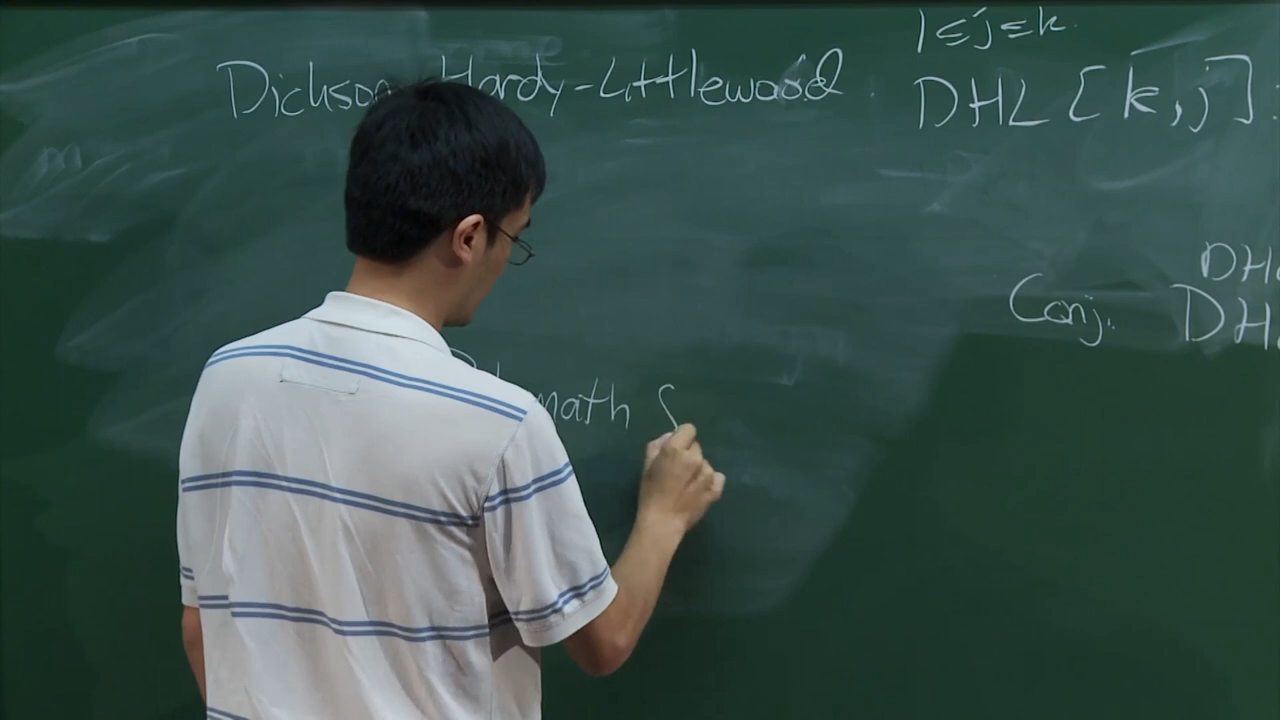 1≤j≤k.
Dickson Hardy-Littlewood. DHL[k,j]:
DH
Conj. DH
math